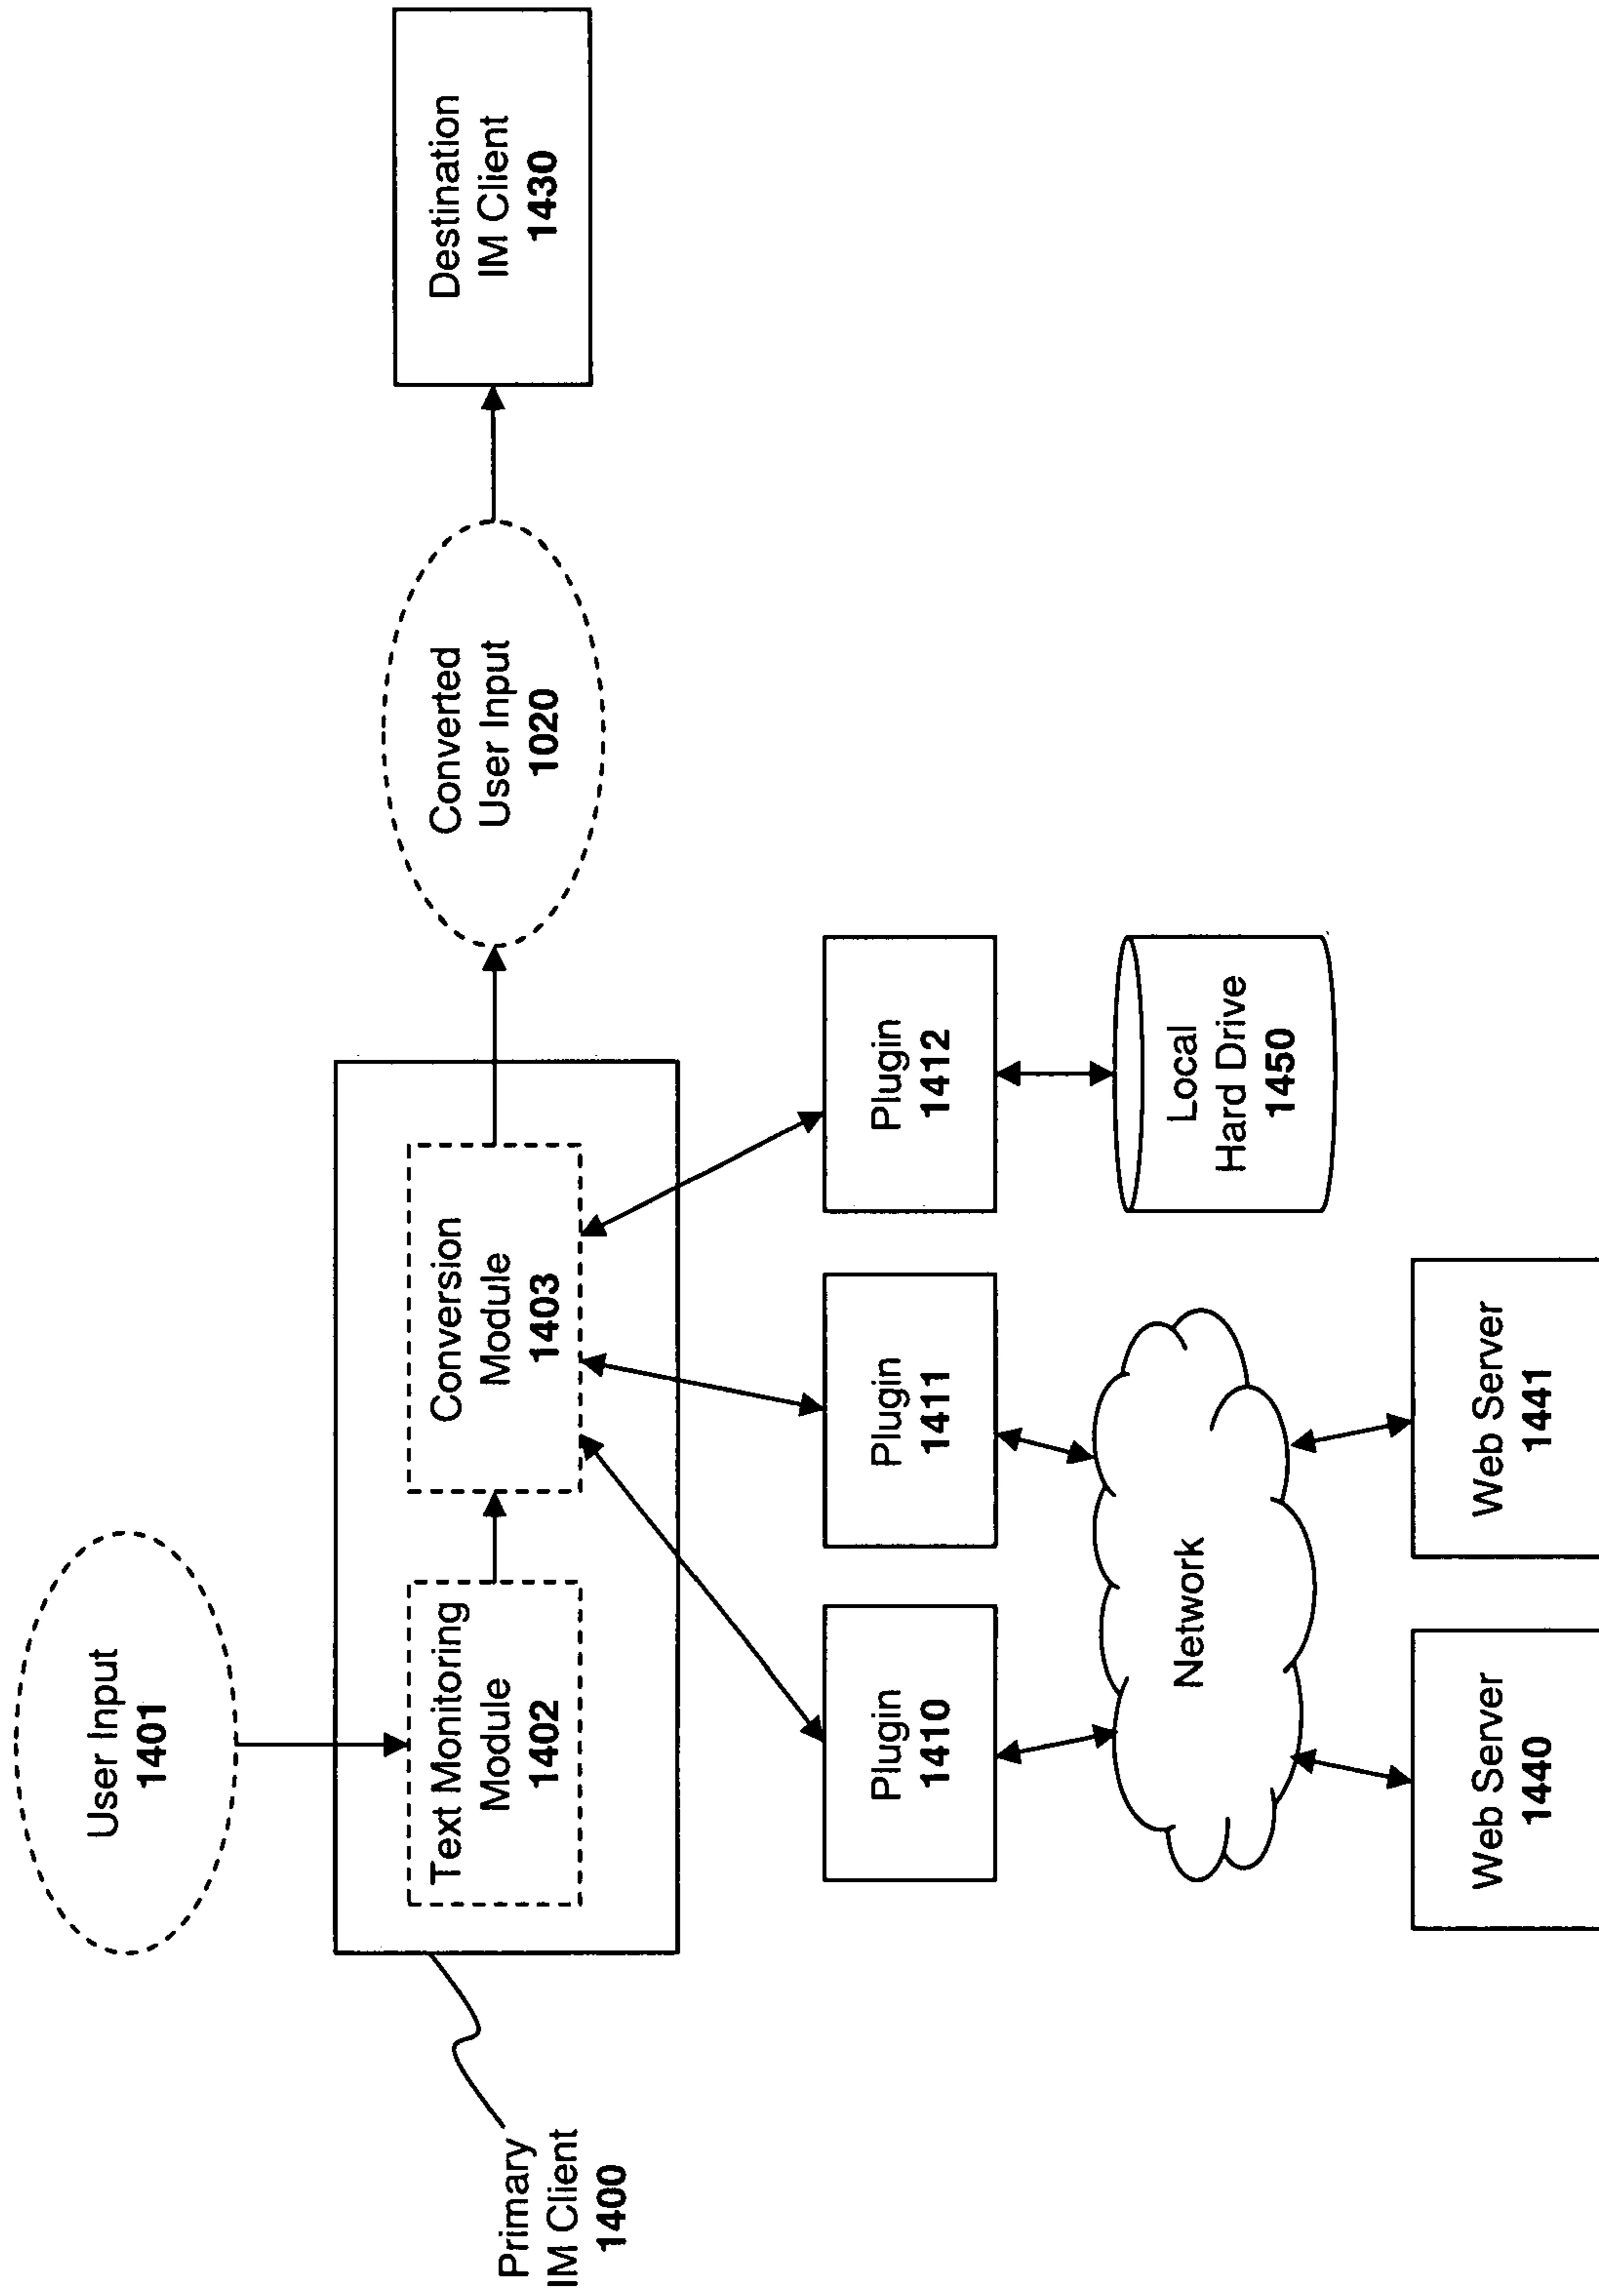 User Input
1401
Primary
IM Client
1400
Text Monitoring
Module
1402
Conversion
Module
1403
Converted
User Input
1020
Destination
IM Client
1430
Plugin
1410
Plugin
1411
Plugin
1412
Network
Local
Hard Drive
1450
Web Server
1440
Web Server
1441